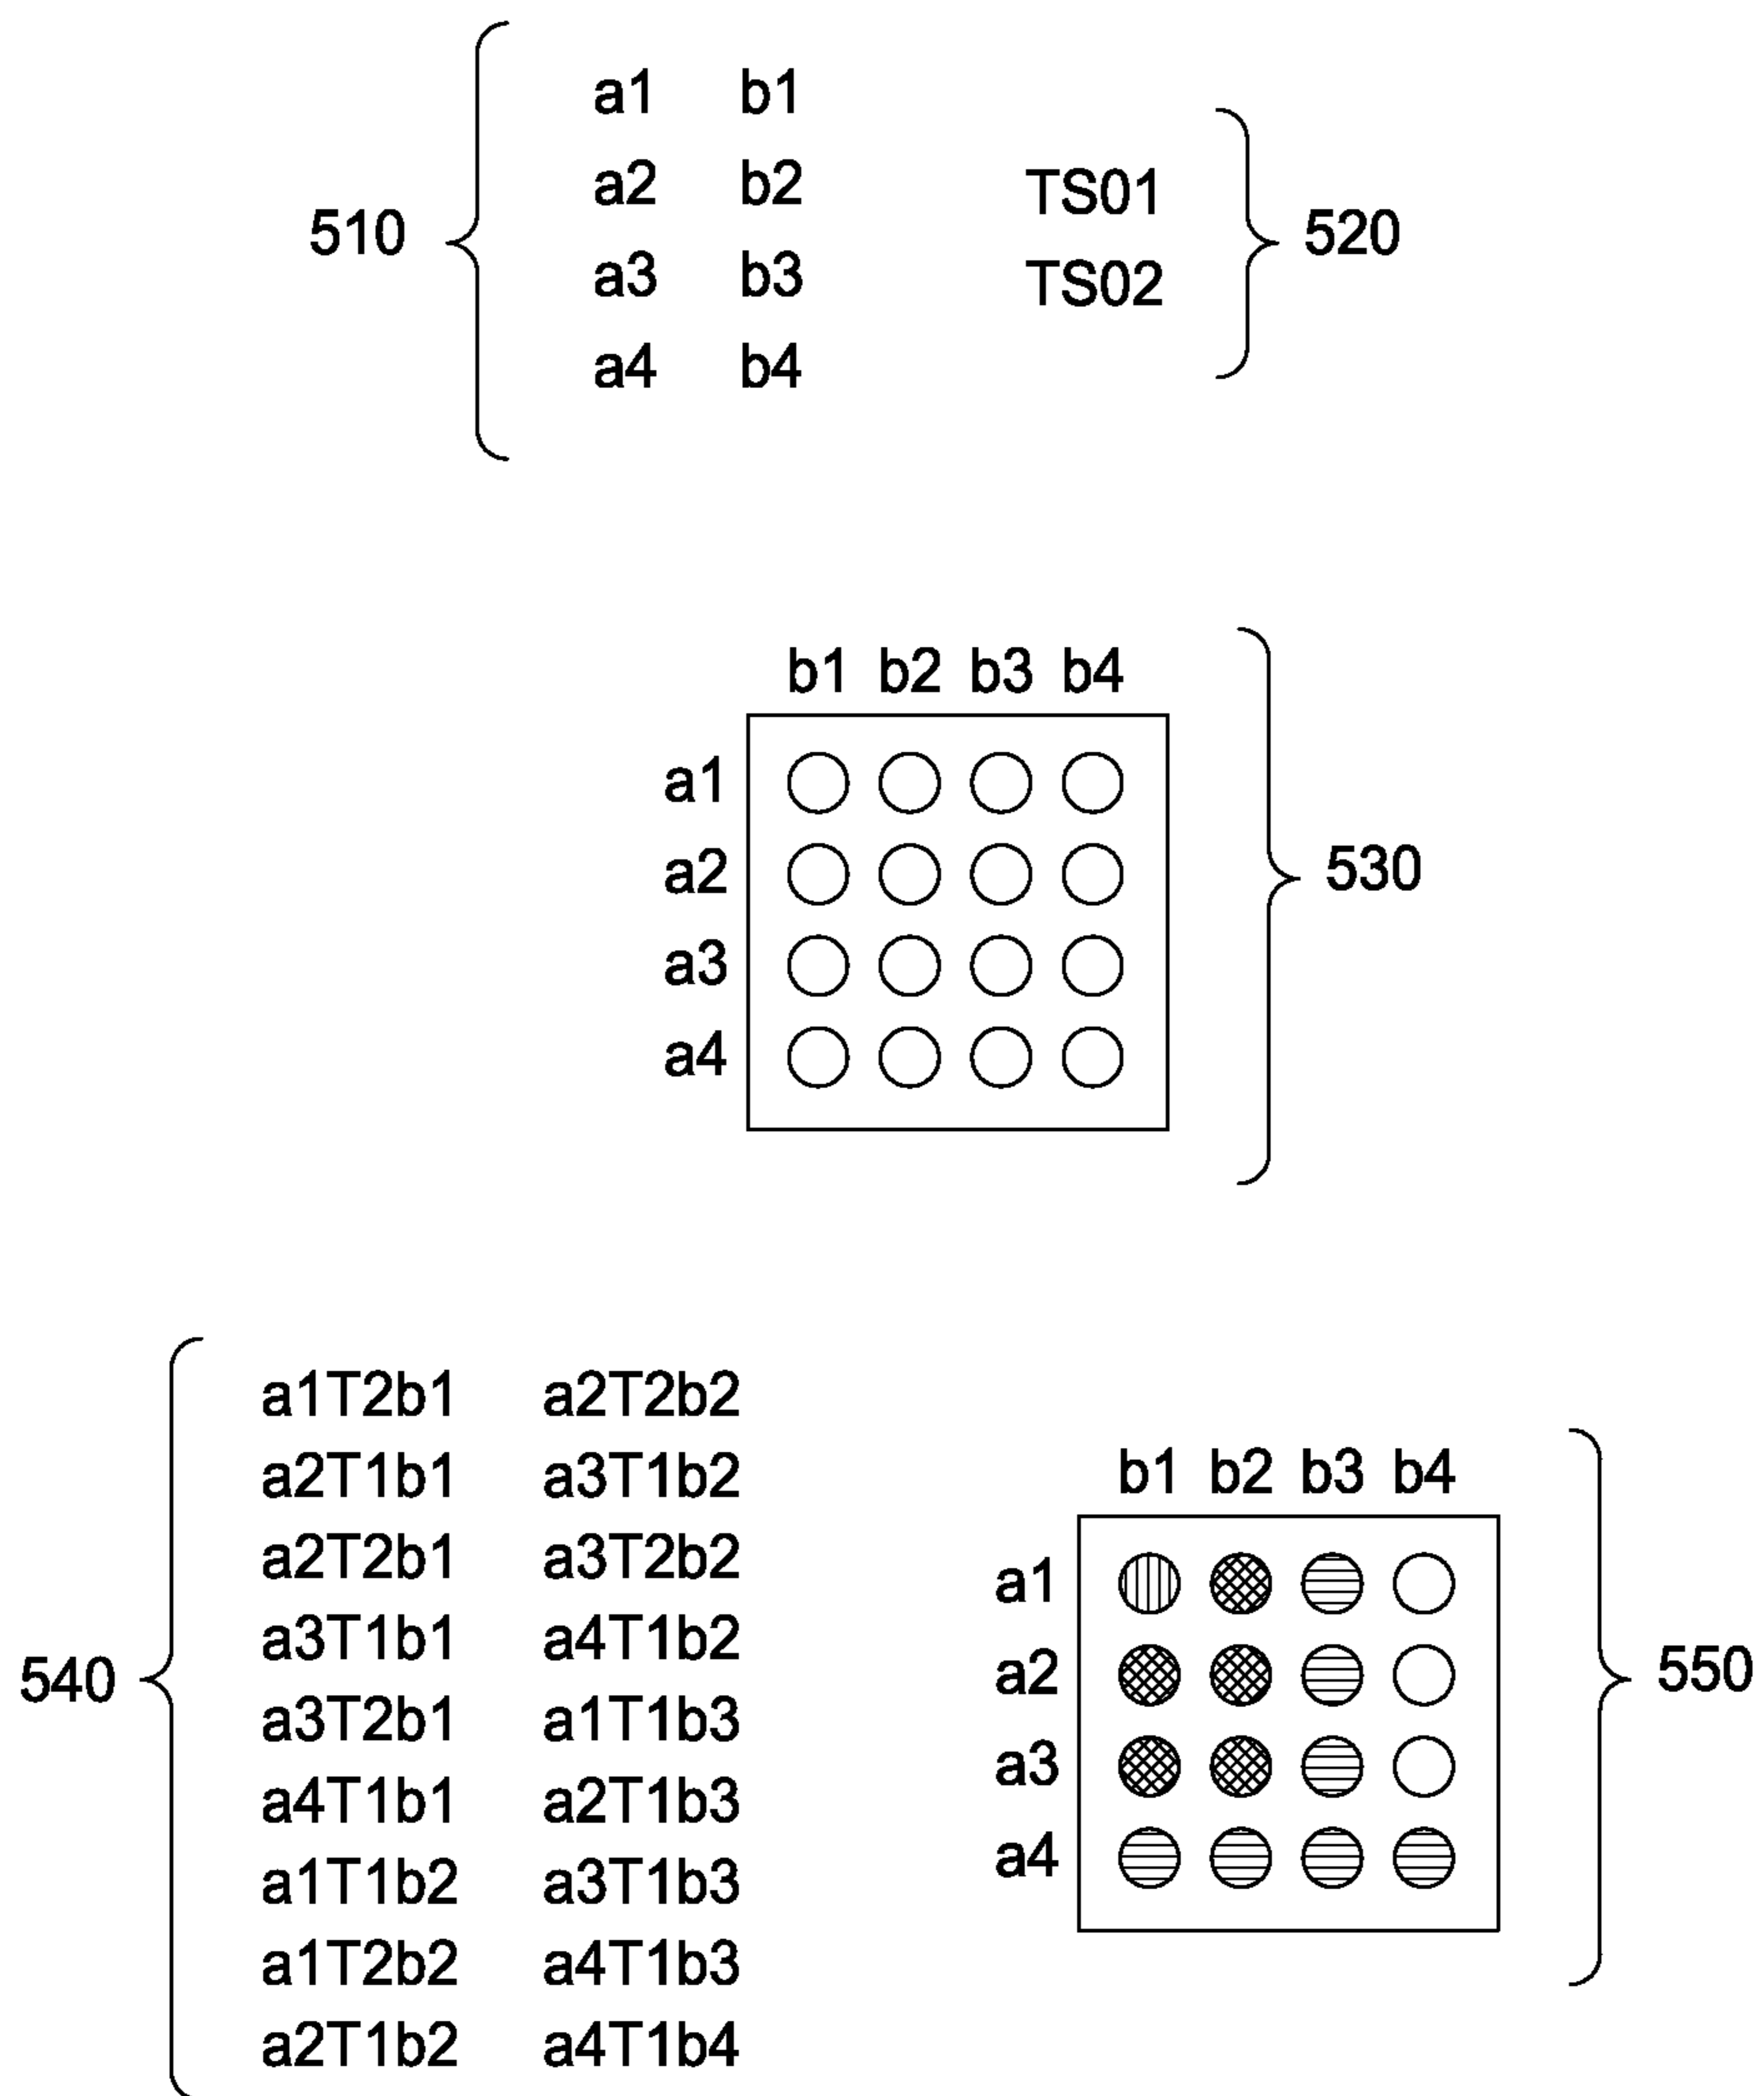 510
a1 b1
a2 b2
a3 b3
a4 b4
TS01
TS02
520
b1 b2 b3 b4
a1
a2
a3
a4
530
540
a1T2b1 a2T2b2
a2T1b1 a3T1b2
a2T2b1 a3T2b2
a3T1b1 a4T1b2
a3T2b1 a1T1b3
a4T1b1 a2T1b3
a1T1b2 a3T1b3
a1T2b2 a4T1b3
a2T1b2 a4T1b4
b1 b2 b3 b4
a1
a2
a3
a4
550